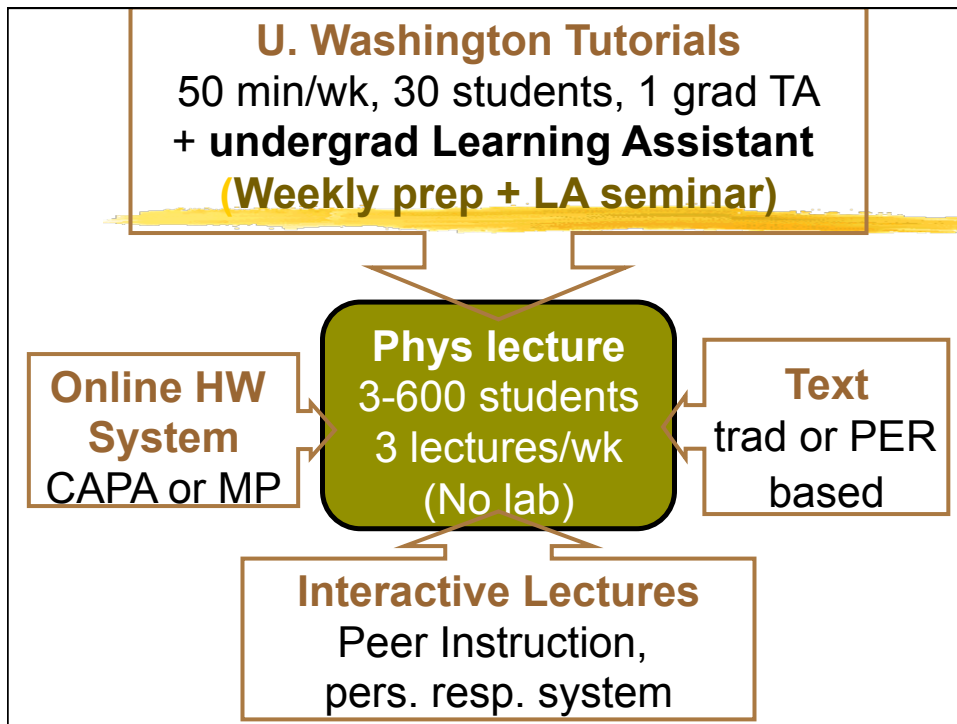 U. Washington Tutorials
50 min/wk, 30 students, 1 grad TA
+ undergrad Learning Assistant
(Weekly prep + LA seminar)
Phys lecture
3-600 students
3 lectures/wk
(No lab)
Online HW
System
CAPA or MP
Text
trad or PER
based
Interactive Lectures
Peer Instruction,
pers. resp. system